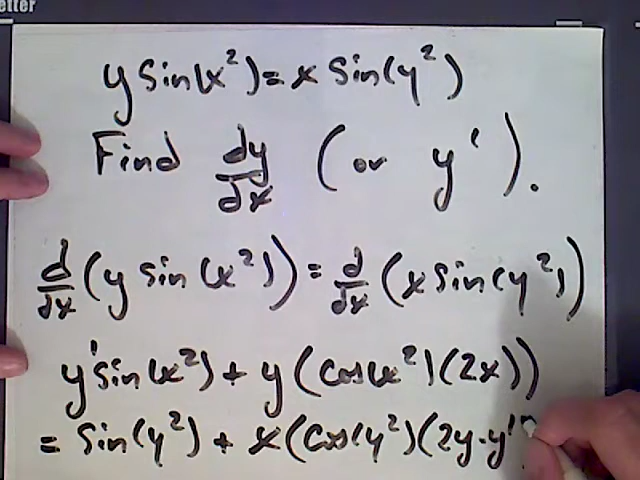 etter
y sin(x²) = x sin(y²)
Find dy/dx (or y').
d/dx (y sin(x²)) = d/dx (x sin(y²))
y' sin(x²) + y (cos(x²)(2x))
= sin(y²) + x (cos(y²)(2y·y'